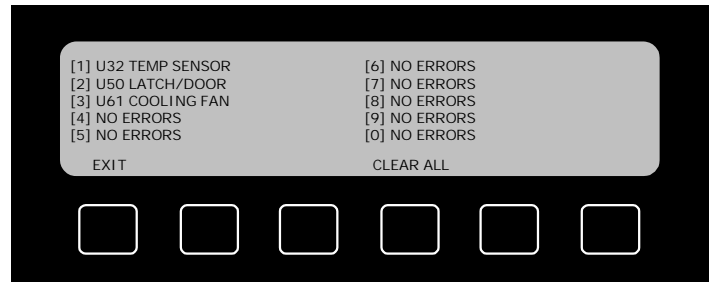 [1] U32 TEMP SENSOR
[2] U50 LATCH/DOOR
[3] U61 COOLING FAN
[4] NO ERRORS
[5] NO ERRORS
[6] NO ERRORS
[7] NO ERRORS
[8] NO ERRORS
[9] NO ERRORS
[0] NO ERRORS
EXIT
CLEAR ALL